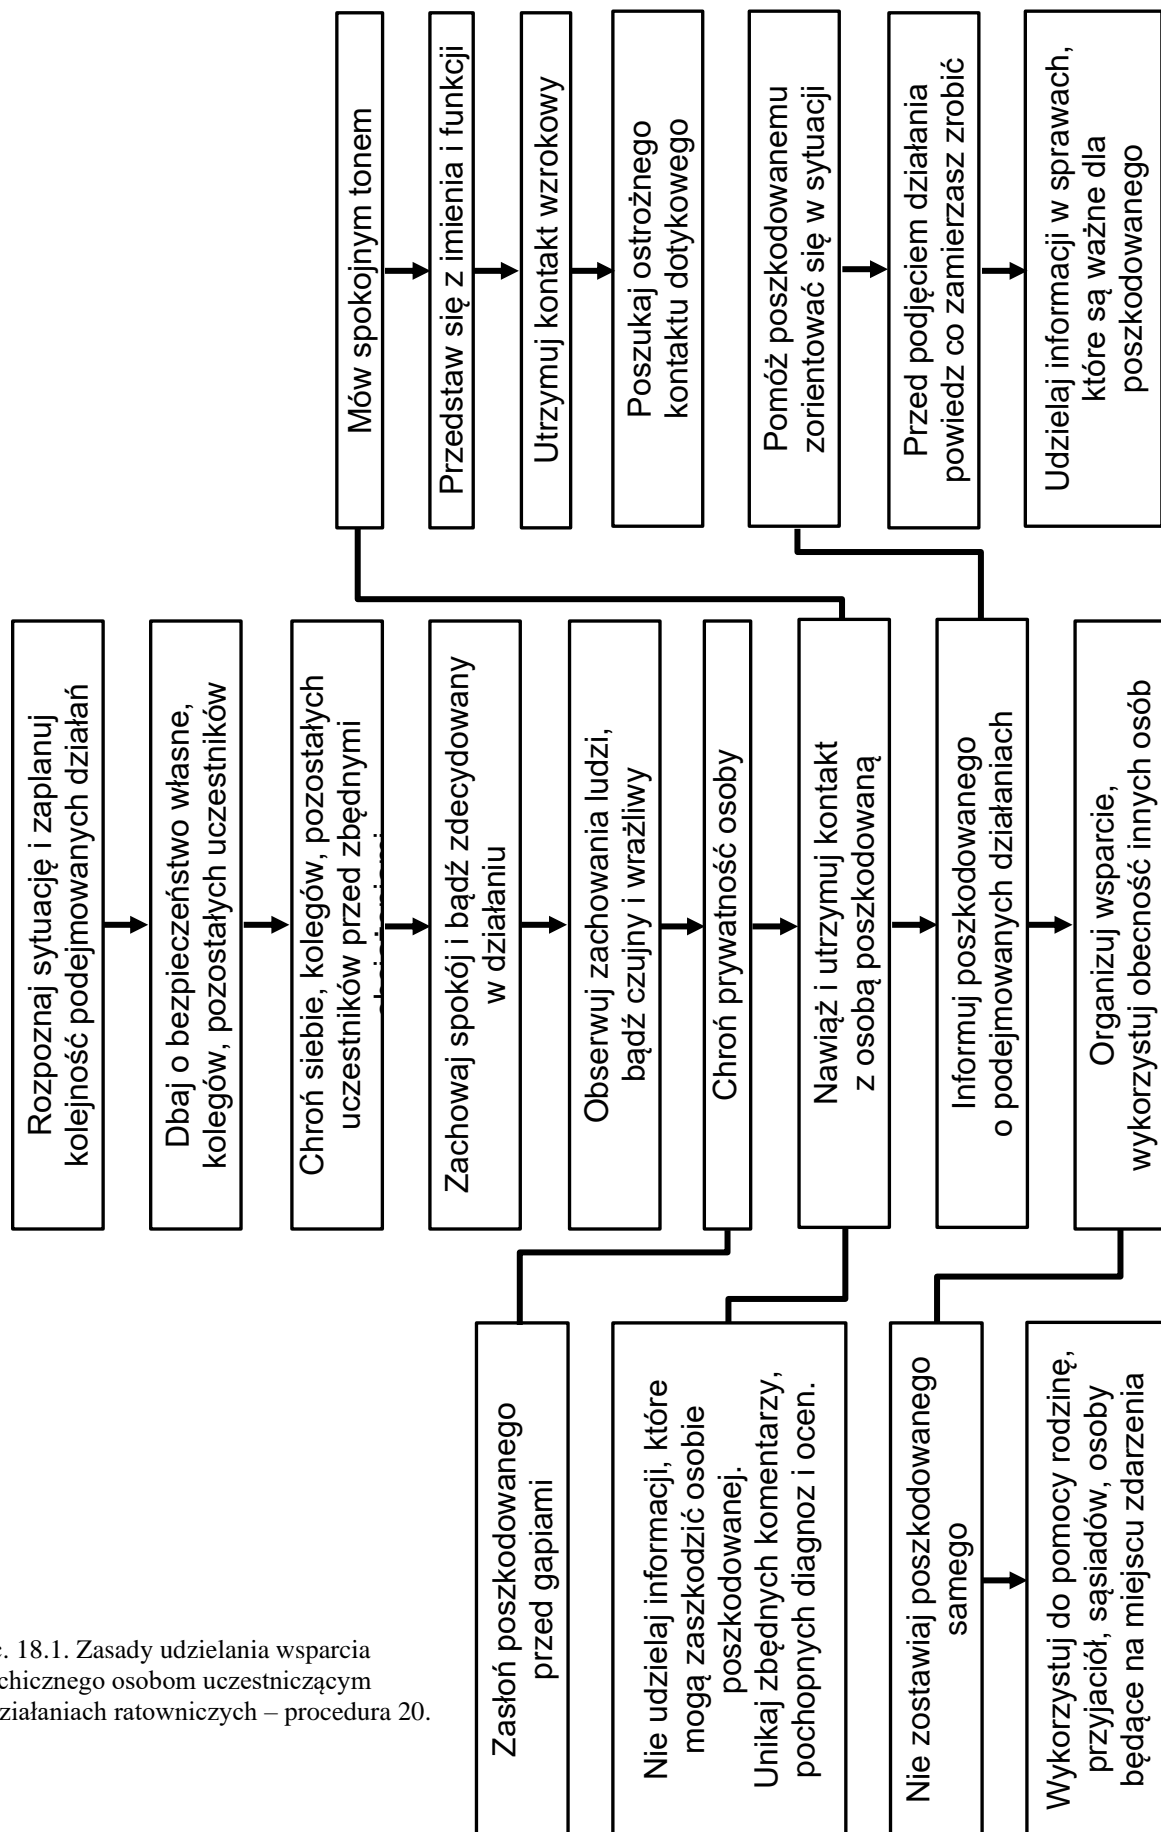 Rozpoznaj sytuację i zaplanuj
kolejność podejmowanych działań
Dbaj o bezpieczeństwo własne,
kolegów, pozostałych uczestników
Chroń siebie, kolegów, pozostałych
uczestników przed zbędnymi
Zachowaj spokój i bądź zdecydowany
w działaniu
Obserwuj zachowania ludzi,
bądź czujny i wrażliwy
Chroń prywatność osoby
Nawiąż i utrzymuj kontakt
z osobą poszkodowaną
Informuj poszkodowanego
o podejmowanych działaniach
Organizuj wsparcie,
wykorzystuj obecność innych osób
Mów spokojnym tonem
Przedstaw się z imienia i funkcji
Utrzymuj kontakt wzrokowy
Poszukaj ostrożnego
kontaktu dotykowego
Pomóż poszkodowanemu
zorientować się w sytuacji
Przed podjęciem działania
powiedz co zamierzasz zrobić
Udzielaj informacji w sprawach,
które są ważne dla
poszkodowanego
Zasłoń poszkodowanego
przed gapiami
Nie udzielaj informacji, które
mogą zaszkodzić osobie
poszkodowanej.
Unikaj zbędnych komentarzy,
pochopnych diagnoz i ocen.
Nie zostawiaj poszkodowanego
samego
Wykorzystuj do pomocy rodzinę,
przyjaciół, sąsiadów, osoby
będące na miejscu zdarzenia
c. 18.1. Zasady udzielania wsparcia
chicznego osobom uczestniczącym
ziałaniach ratowniczych – procedura 20.